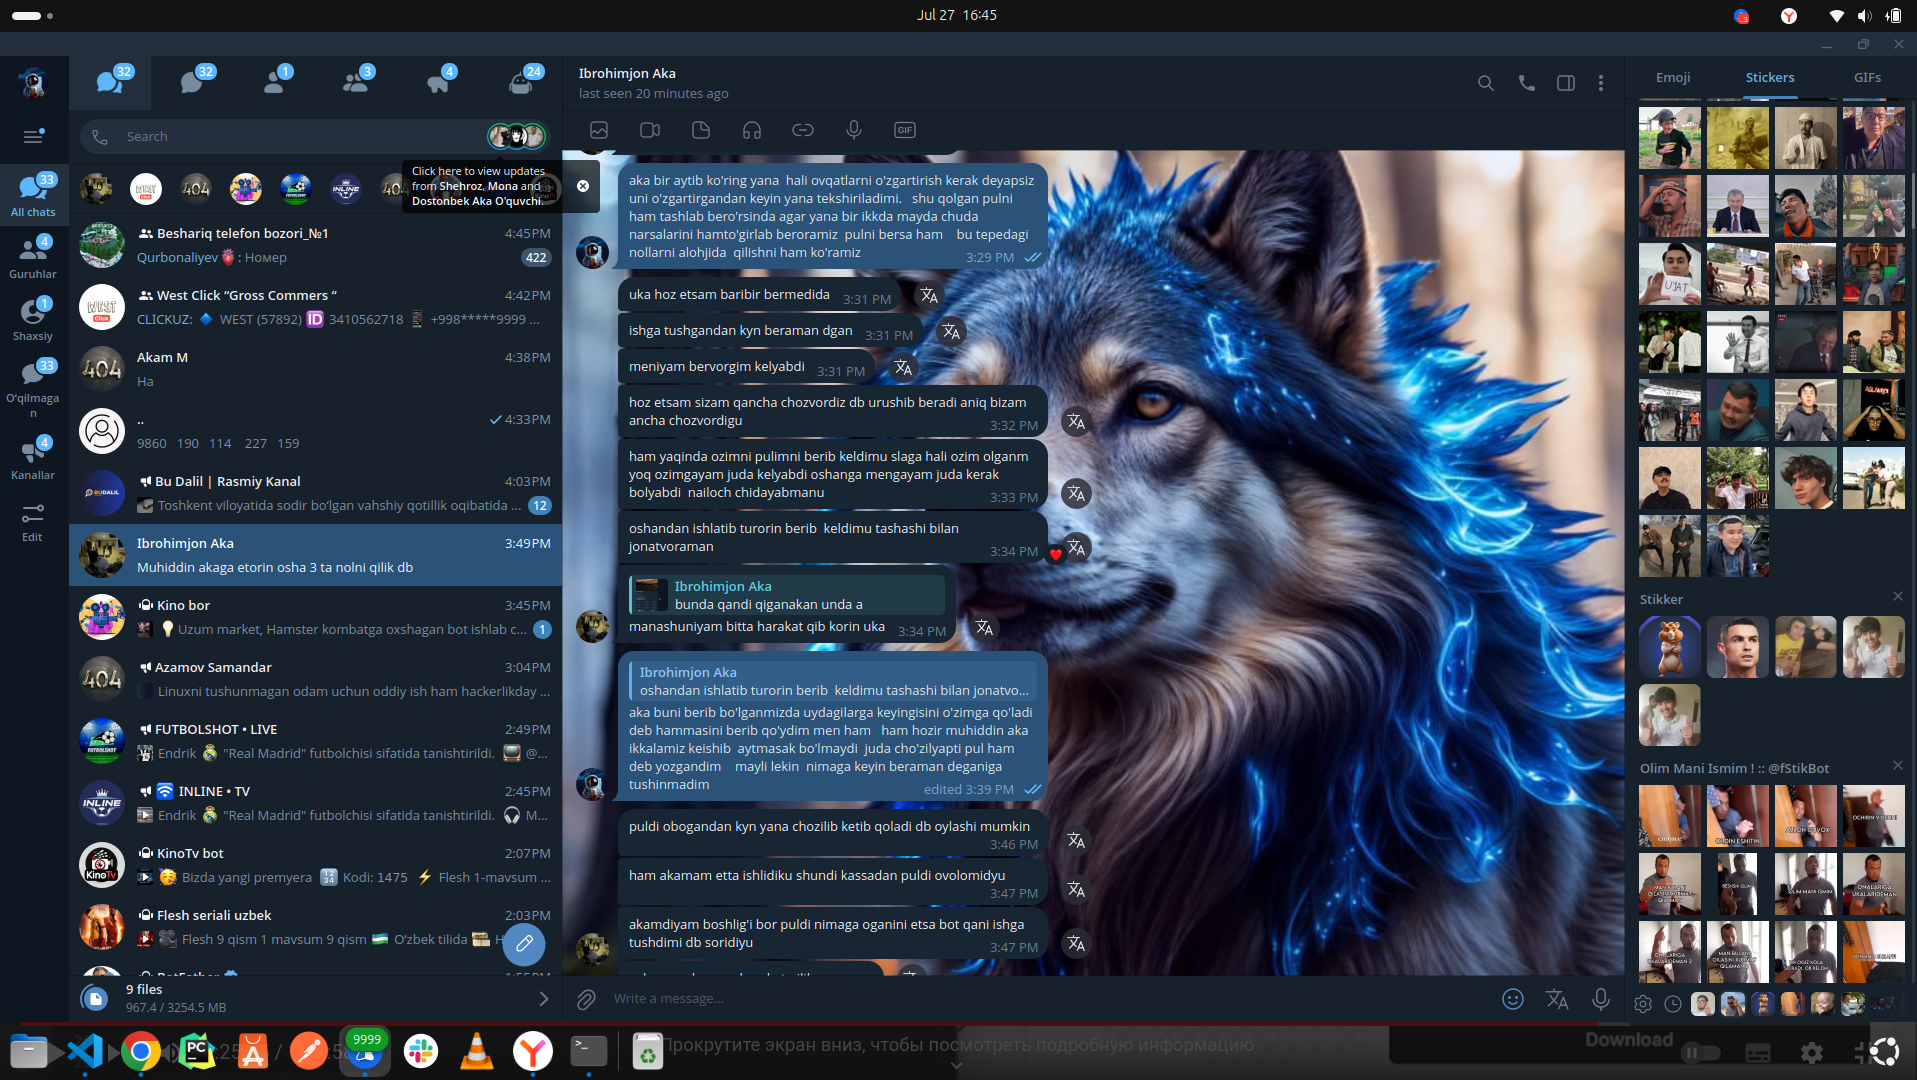 Jul 27 16:45
32
32
1
3
4
24
Search
Click here to view updates
from Shehroz, Mona and
Dostonbek Aka O'quvchi.
33
All chats
4
Guruhlar
1
Shaxsiy
33
O'qilmaga
n
4
Kanallar
Edit
Beshariq telefon bozori_№1 4:45PM
Qurbonaliyev : Номер 422
West Click “Gross Commers “ 4:42PM
CLICKUZ: WEST (57892) ID 3410562718 +998*****9999 ...
Akam M 4:38PM
Ha
.. 4:33PM
9860 190 114 227 159
Bu Dalil | Rasmiy Kanal 4:03PM
Toshkent viloyatida sodir bo‘lgan vahshiy qotillik oqibatida ... 12
Ibrohimjon Aka 3:49PM
Muhiddin akaga etorin osha 3 ta nolni qilik db
Kino bor 3:45PM
Uzum market, Hamster kombatga oxshagan bot ishlab c... 1
Azamov Samandar 3:04PM
Linuxni tushunmagan odam uchun oddiy ish ham hackerlikday ...
FUTBOLSHOT • LIVE 2:49PM
Endrik "Real Madrid" futbolchisi sifatida tanishtirildi. @...
INLINE • TV 2:45PM
Endrik "Real Madrid" futbolchisi sifatida tanishtirildi. M...
KinoTv bot 2:07PM
Bizda yangi premyera Kodi: 1475 Flesh 1-mavsum ...
Flesh seriali uzbek 2:03PM
Flesh 9 qism 1 mavsum 9 qism O‘zbek tilida
9 files
967.4 / 3254.5 MB
Ibrohimjon Aka
last seen 20 minutes ago
GIF
aka bir aytib ko'ring yana hali ovqatlarni o'zgartirish kerak deyapsiz
uni o'zgartirgandan keyin yana tekshiriladimi. shu qolgan pulni
ham tashlab bero'rsinda agar yana bir ikkda mayda chuda
narsalarini hamto'girlab beroramiz pulni bersa ham bu tepedagi
nollarni alohjida qilishni ham ko'ramiz 3:29 PM
uka hoz etsam baribir bermedida 3:31 PM
ishga tushgandan kyn beraman dgan 3:31 PM
meniyam bervorgim kelyabdi 3:31 PM
hoz etsam sizam qancha chozvordiz db urushib beradi aniq bizam
ancha chozvordigu 3:32 PM
ham yaqinda ozimni pulimni berib keldimu slaga hali ozim olganm
yoq ozimgayam juda kelyabdi oshanga mengayam juda kerak
bolyabdi nailoch chidayabmanu 3:33 PM
oshandan ishlatib turorin berib keldimu tashashi bilan
jonatvoraman 3:34 PM
Ibrohimjon Aka
bunda qandi qiganakan unda a
manashuniyam bitta harakat qib korin uka 3:34 PM
Ibrohimjon Aka
oshandan ishlatib turorin berib keldimu tashashi bilan jonatvo...
aka buni berib bo'lganmizda uydagilarga keyingisini o'zimga qo'ladi
deb hammasini berib qo'ydim men ham ham hozir muhiddin aka
ikkalamiz keishib aytmasak bo'lmaydi juda cho'zilyapti pul ham
deb yozgandim mayli lekin nimaga keyin beraman deganiga
tushinmadim edited 3:39 PM
puldi obogandan kyn yana chozilib ketib qoladi db oylashi mumkin
3:46 PM
ham akamam etta ishlidiku shundi kassadan puldi ovolomidyu
3:47 PM
akamdiyam boshlig'i bor puldi nimaga oganini etsa bot qani ishga
tushdimi db soridiyu 3:47 PM
Write a message...
Emoji Stickers GIFs
Stikker
Olim Mani Ismim ! :: @fStikBot
9999
Прокрутите экран вниз, чтобы посмотреть подробную информацию
Download